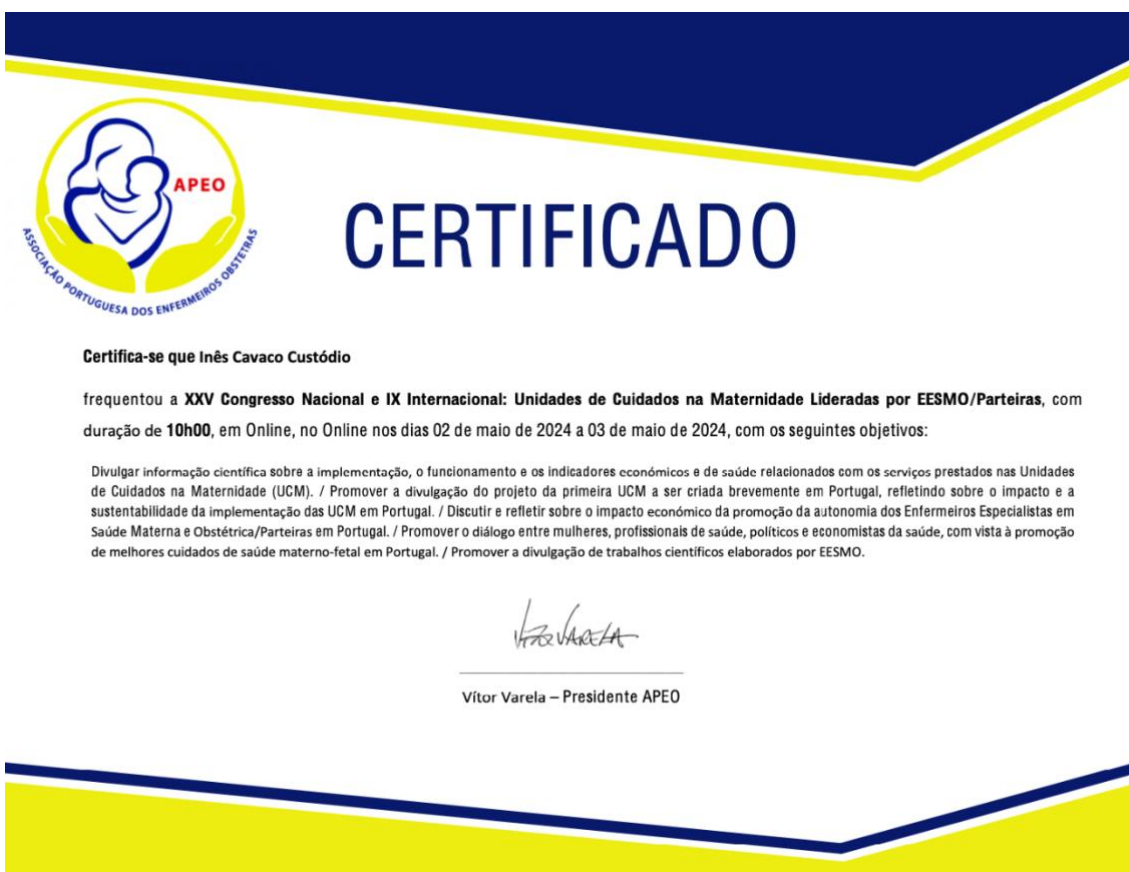 APEO
ASSOCIAÇÃO PORTUGUESA DOS ENFERMEIROS OBSTETRAS
CERTIFICADO
Certifica-se que Inês Cavaco Custódio
frequentou a XXV Congresso Nacional e IX Internacional: Unidades de Cuidados na Maternidade Lideradas por EESMO/Parteiras, com
duração de 10h00, em Online, no Online nos dias 02 de maio de 2024 a 03 de maio de 2024, com os seguintes objetivos:
Divulgar informação científica sobre a implementação, o funcionamento e os indicadores económicos e de saúde relacionados com os serviços prestados nas Unidades
de Cuidados na Maternidade (UCM). / Promover a divulgação do projeto da primeira UCM a ser criada brevemente em Portugal, refletindo sobre o impacto e a
sustentabilidade da implementação das UCM em Portugal. / Discutir e refletir sobre o impacto económico da promoção da autonomia dos Enfermeiros Especialistas em
Saúde Materna e Obstétrica/Parteiras em Portugal. / Promover o diálogo entre mulheres, profissionais de saúde, políticos e economistas da saúde, com vista à promoção
de melhores cuidados de saúde materno-fetal em Portugal. / Promover a divulgação de trabalhos científicos elaborados por EESMO.
Vítor Varela
Vítor Varela – Presidente APEO